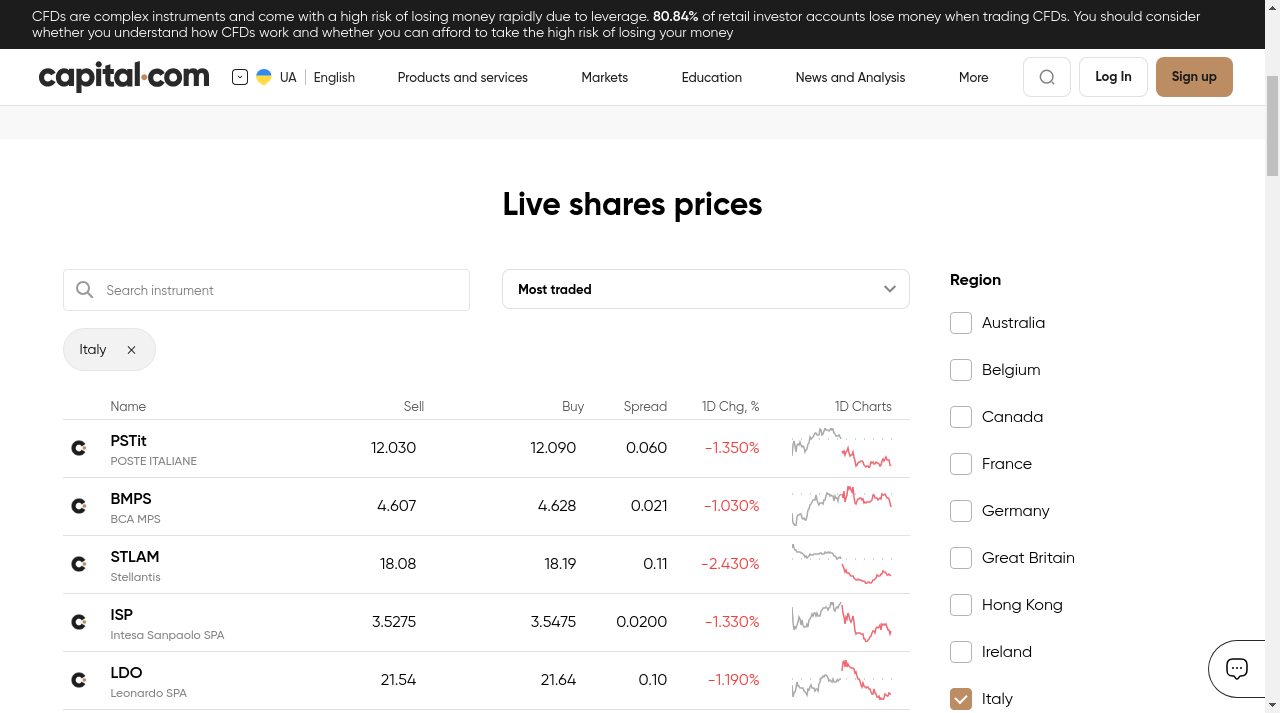 CFDs are complex instruments and come with a high risk of losing money rapidly due to leverage. 80.84% of retail investor accounts lose money when trading CFDs. You should consider
whether you understand how CFDs work and whether you can afford to take the high risk of losing your money
capital.com UA English Products and services Markets Education News and Analysis More Log In Sign up
Live shares prices
Search instrument
Most traded
Italy
Name Sell Buy Spread 1D Chg, % 1D Charts
PSTit 12.030 12.090 0.060 -1.350%
POSTE ITALIANE
BMPS 4.607 4.628 0.021 -1.030%
BCA MPS
STLAM 18.08 18.19 0.11 -2.430%
Stellantis
ISP 3.5275 3.5475 0.0200 -1.330%
Intesa Sanpaolo SPA
LDO 21.54 21.64 0.10 -1.190%
Leonardo SPA
Region
Australia
Belgium
Canada
France
Germany
Great Britain
Hong Kong
Ireland
Italy